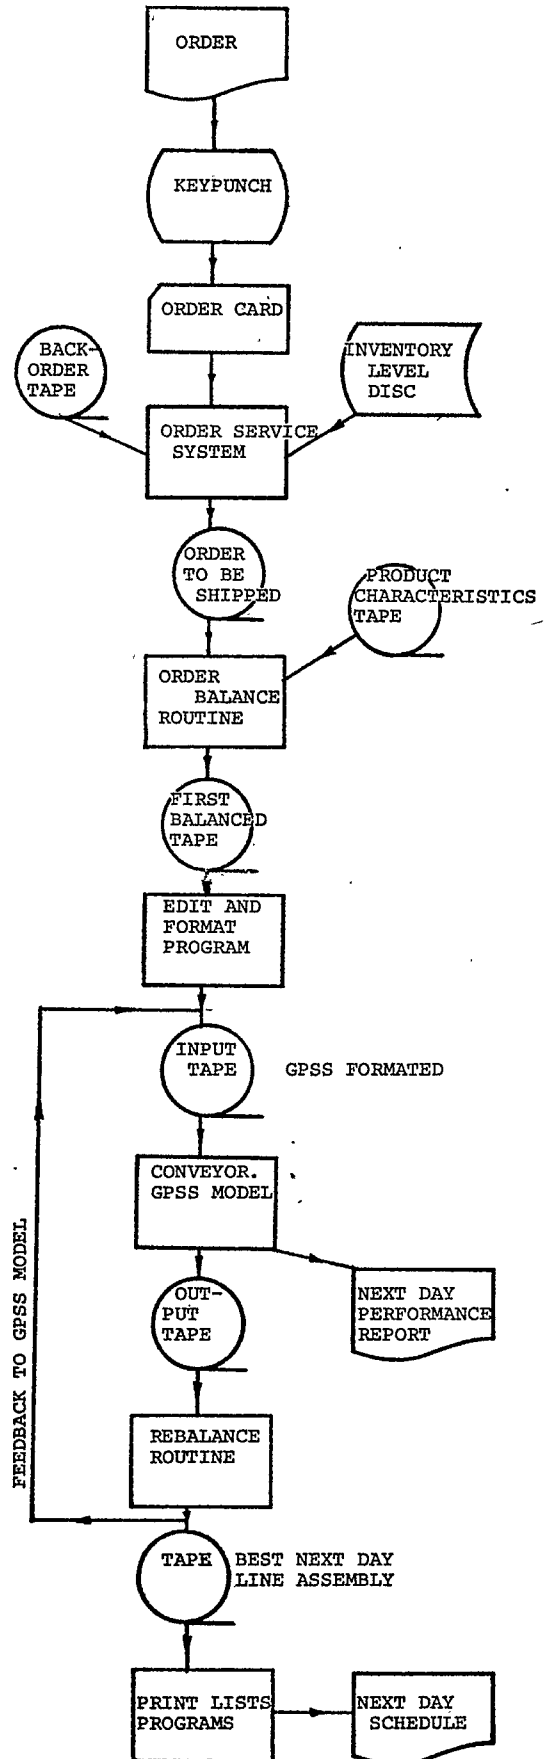 ORDER
KEYPUNCH
ORDER CARD
BACK-
ORDER
TAPE
INVENTORY
LEVEL
DISC
ORDER SERVICE
SYSTEM
ORDER
TO BE
SHIPPED
PRODUCT
CHARACTERISTICS
TAPE
ORDER
BALANCE
ROUTINE
FIRST
BALANCED
TAPE
EDIT AND
FORMAT
PROGRAM
INPUT
TAPE
GPSS FORMATED
CONVEYOR.
GPSS MODEL
FEEDBACK TO GPSS MODEL
OUT-
PUT
TAPE
NEXT DAY
PERFORMANCE
REPORT
REBALANCE
ROUTINE
TAPE
BEST NEXT DAY
LINE ASSEMBLY
PRINT LISTS
PROGRAMS
NEXT DAY
SCHEDULE